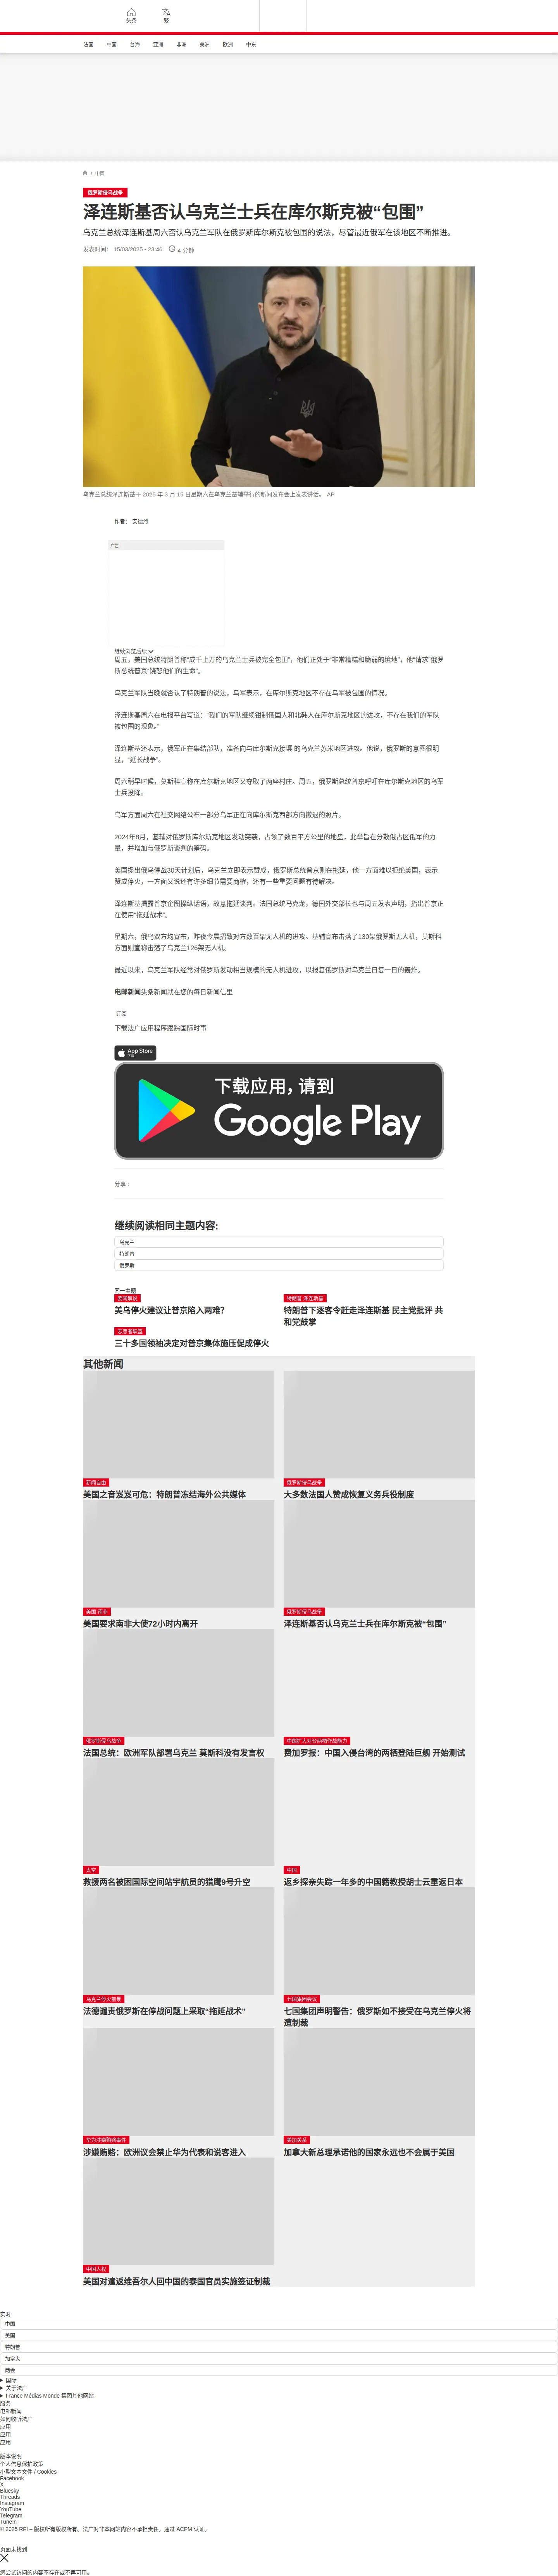 头条
繁
法国
中国
台海
亚洲
非洲
美洲
欧洲
中东
/ 法国
俄罗斯侵乌战争
泽连斯基否认乌克兰士兵在库尔斯克被“包围”
乌克兰总统泽连斯基周六否认乌克兰军队在俄罗斯库尔斯克被包围的说法，尽管最近俄军在该地区不断推进。
发表时间： 15/03/2025 - 23:46
4 分钟
乌克兰总统泽连斯基于 2025 年 3 月 15 日星期六在乌克兰基辅举行的新闻发布会上发表讲话。 AP
作者： 安德烈
广告
继续浏览后续
周五，美国总统特朗普称“成千上万的乌克兰士兵被完全包围”，他们正处于“非常糟糕和脆弱的境地”，他“请求”俄罗
斯总统普京“饶恕他们的生命”。
乌克兰军队当晚就否认了特朗普的说法，乌军表示，在库尔斯克地区不存在乌军被包围的情况。
泽连斯基周六在电报平台写道：“我们的军队继续钳制俄国人和北韩人在库尔斯克地区的进攻，不存在我们的军队
被包围的现象。”
泽连斯基还表示，俄军正在集结部队，准备向与库尔斯克接壤 的乌克兰苏米地区进攻。他说，俄罗斯的意图很明
显，“延长战争”。
周六稍早时候，莫斯科宣称在库尔斯克地区又夺取了两座村庄。周五，俄罗斯总统普京呼吁在库尔斯克地区的乌军
士兵投降。
乌军方面周六在社交网络公布一部分乌军正在向库尔斯克西部方向撤退的照片。
2024年8月，基辅对俄罗斯库尔斯克地区发动突袭，占领了数百平方公里的地盘，此举旨在分散俄占区俄军的力
量，并增加与俄罗斯谈判的筹码。
美国提出俄乌停战30天计划后，乌克兰立即表示赞成，俄罗斯总统普京则在拖延，他一方面难以拒绝美国，表示
赞成停火，一方面又说还有许多细节需要商榷，还有一些重要问题有待解决。
泽连斯基揭露普京企图操纵话语，故意拖延谈判。法国总统马克龙，德国外交部长也与周五发表声明，指出普京正
在使用“拖延战术”。
星期六，俄乌双方均宣布，昨夜今晨招致对方数百架无人机的进攻。基辅宣布击落了130架俄罗斯无人机，莫斯科
方面则宣称击落了乌克兰126架无人机。
最近以来，乌克兰军队经常对俄罗斯发动相当规模的无人机进攻，以报复俄罗斯对乌克兰日复一日的轰炸。
电邮新闻头条新闻就在您的每日新闻信里
订阅
下载法广应用程序跟踪国际时事
App Store
下载
下载应用，请到
Google Play
分享 :
继续阅读相同主题内容:
乌克兰
特朗普
俄罗斯
同一主题
要闻解说
美乌停火建议让普京陷入两难？
特朗普 泽连斯基
特朗普下逐客令赶走泽连斯基 民主党批评 共
和党鼓掌
志愿者联盟
三十多国领袖决定对普京集体施压促成停火
其他新闻
新闻自由
美国之音岌岌可危：特朗普冻结海外公共媒体
俄罗斯侵乌战争
大多数法国人赞成恢复义务兵役制度
美国-南非
美国要求南非大使72小时内离开
俄罗斯侵乌战争
泽连斯基否认乌克兰士兵在库尔斯克被“包围”
俄罗斯侵乌战争
法国总统：欧洲军队部署乌克兰 莫斯科没有发言权
中国扩大对台两栖作战能力
费加罗报：中国入侵台湾的两栖登陆巨舰 开始测试
太空
救援两名被困国际空间站宇航员的猎鹰9号升空
中国
返乡探亲失踪一年多的中国籍教授胡士云重返日本
乌克兰停火前景
法德谴责俄罗斯在停战问题上采取“拖延战术”
七国集团会议
七国集团声明警告：俄罗斯如不接受在乌克兰停火将
遭制裁
华为涉嫌贿赂事件
涉嫌贿赂：欧洲议会禁止华为代表和说客进入
美加关系
加拿大新总理承诺他的国家永远也不会属于美国
中国人权
美国对遣返维吾尔人回中国的泰国官员实施签证制裁
实时
中国
美国
特朗普
加拿大
两会
国际
关于法广
France Médias Monde 集团其他网站
服务
电邮新闻
如何收听法广
应用
应用
应用
版本说明
个人信息保护政策
小型文本文件 / Cookies
Facebook
X
Bluesky
Threads
Instagram
YouTube
Telegram
TuneIn
© 2025 RFI – 版权所有版权所有。法广对非本网站内容不承担责任。通过 ACPM 认证。
页面未找到
您尝试访问的内容不存在或不再可用。